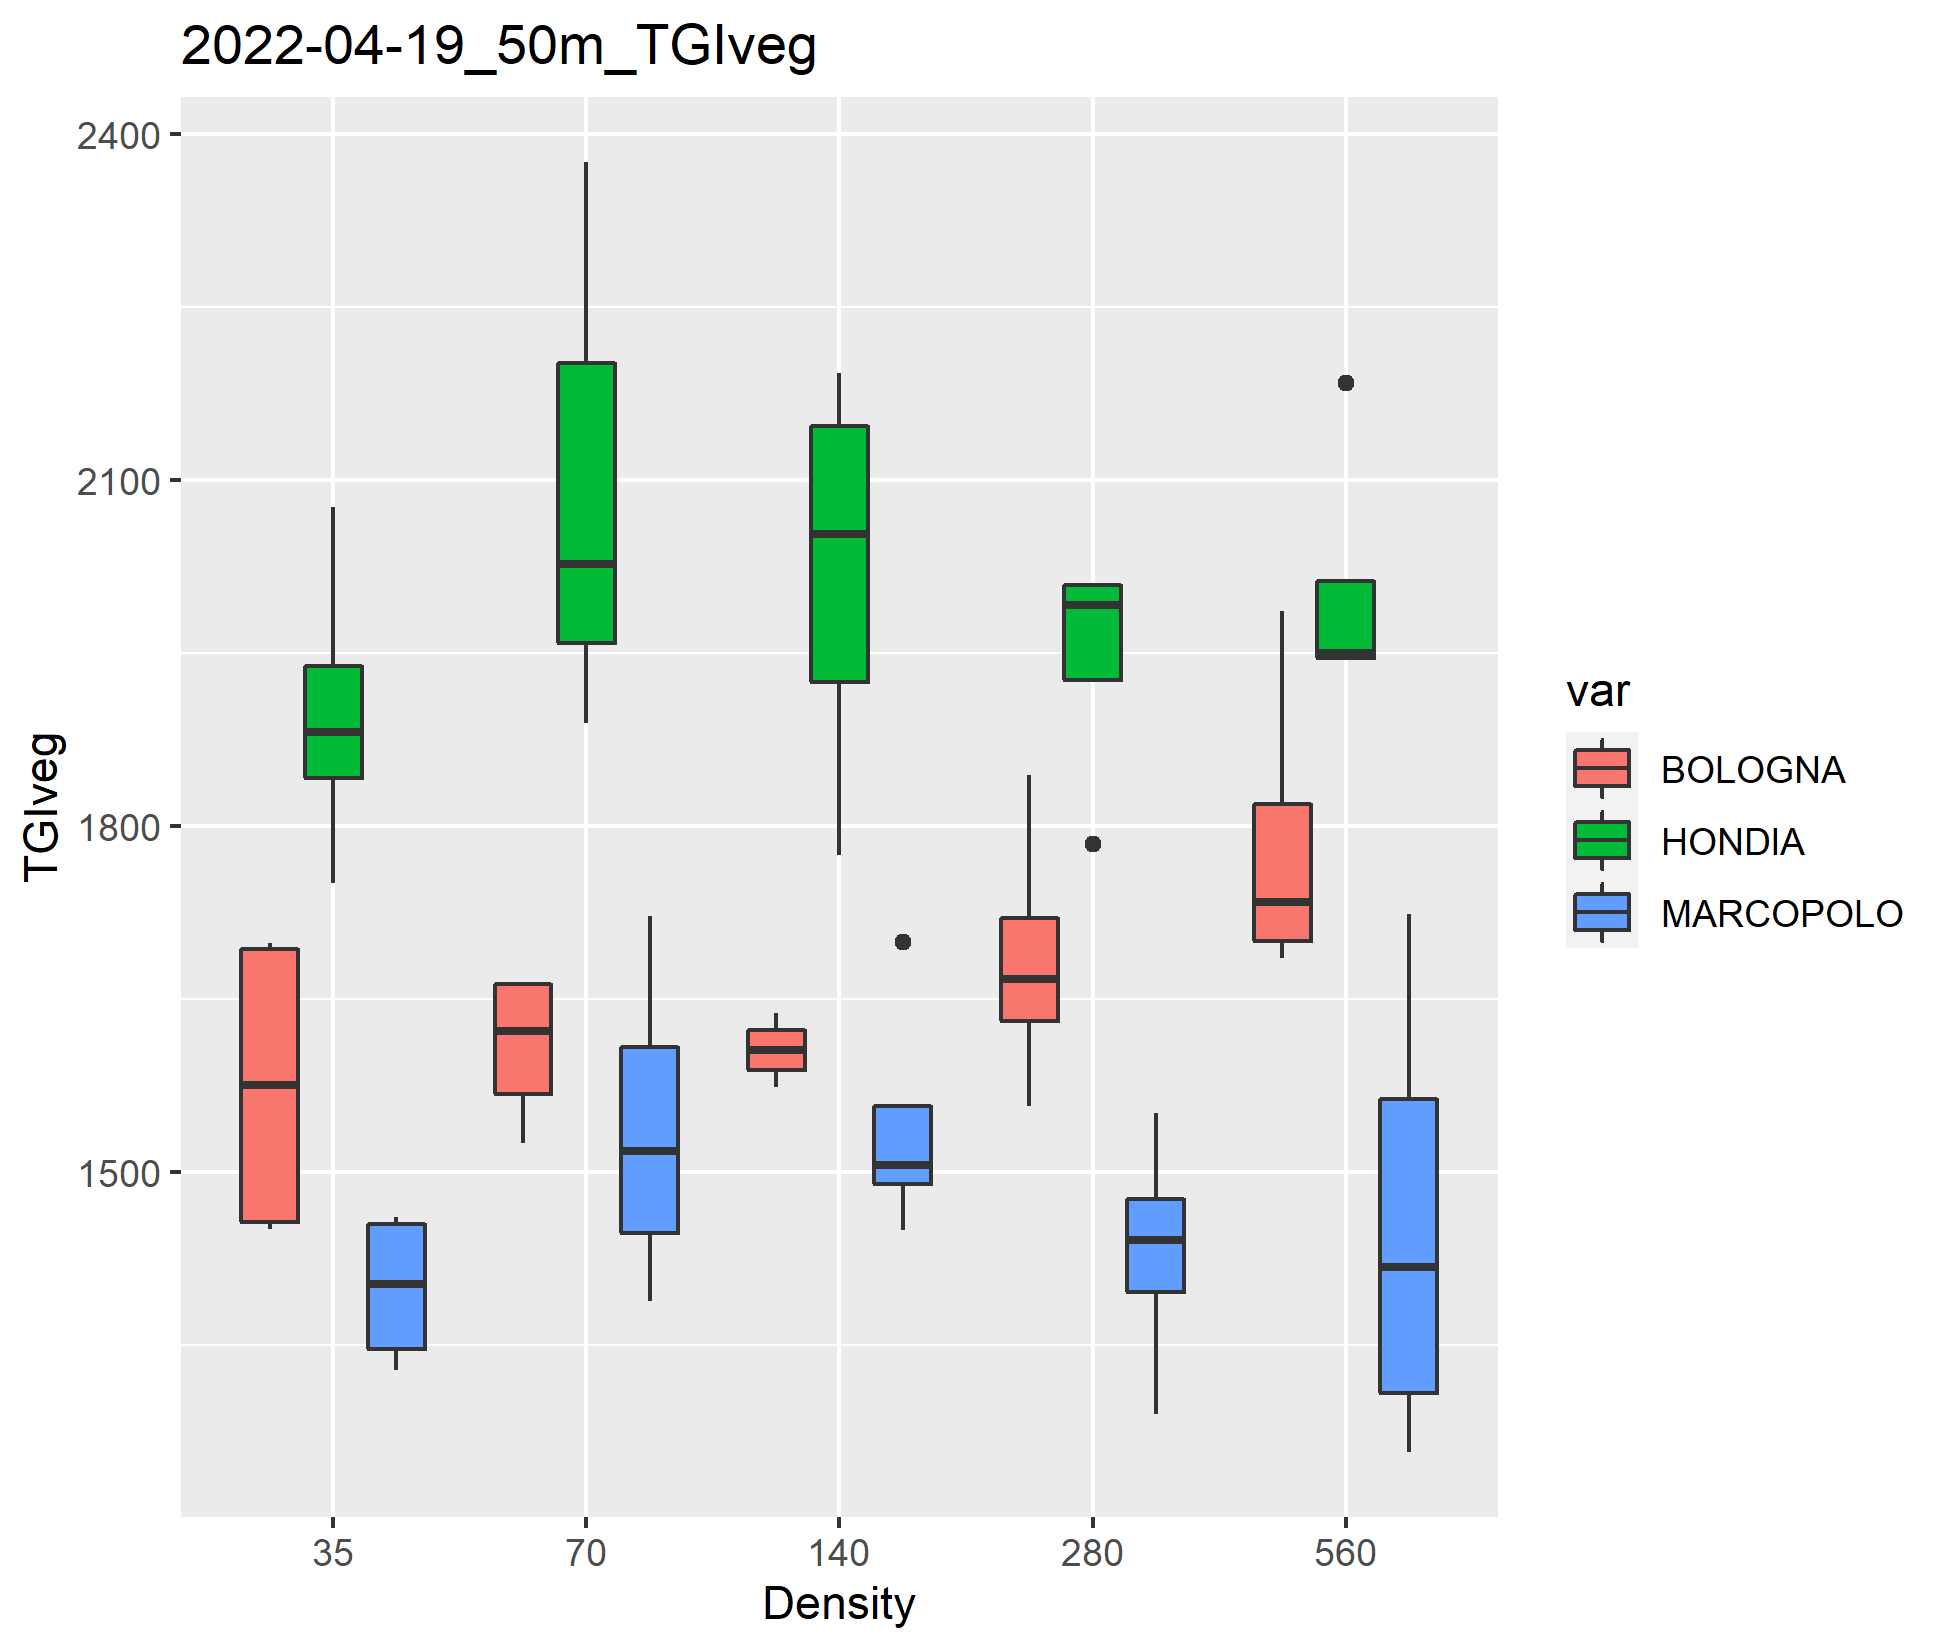 2022-04-19_50m_TGIveg
2400
2100
1800
1500
TGIveg
35 70 140 280 560
Density
var
BOLOGNA
HONDIA
MARCOPOLO